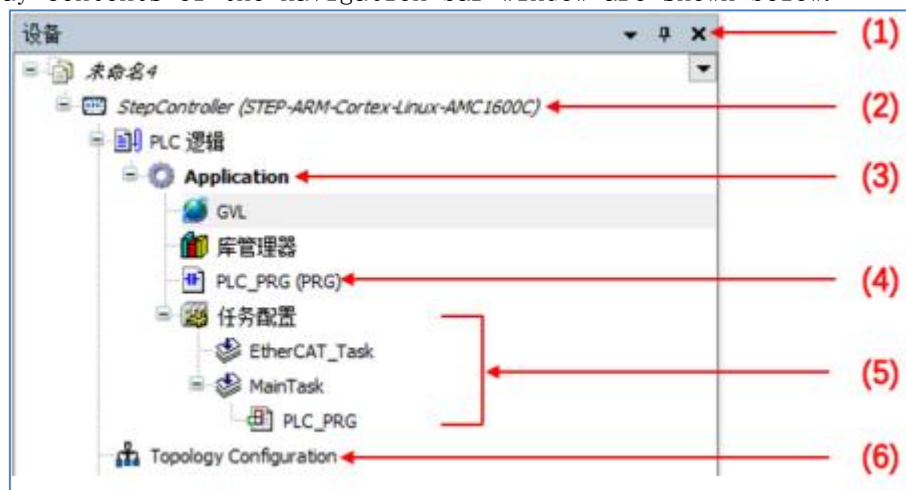 设备 (1)
未命名4
StepController (STEP-ARM-Cortex-Linux-AMC1600C) (2)
PLC 逻辑
Application (3)
GVL
库管理器
PLC_PRG (PRG) (4)
任务配置
EtherCAT_Task
MainTask (5)
PLC_PRG
Topology Configuration (6)